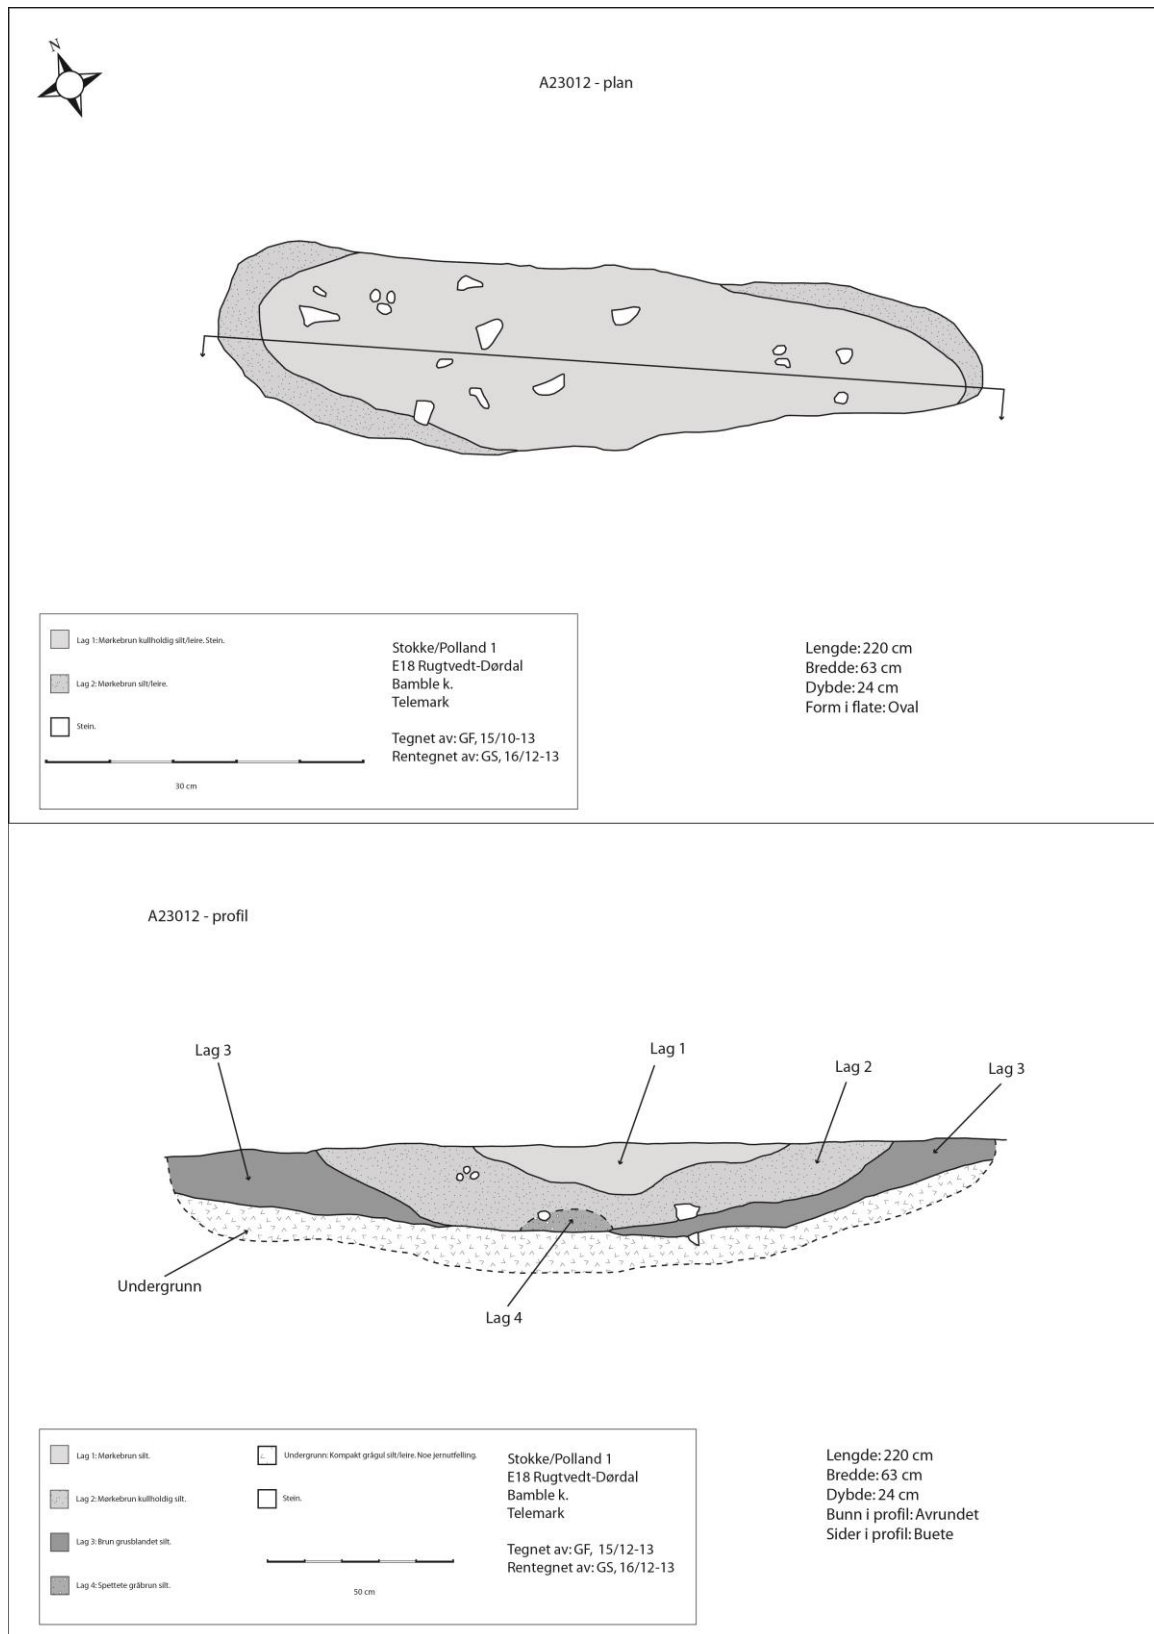 N
A23012 - plan
Lag 1: Mørkebrun kullholdig silt/leire. Stein.
Lag 2: Mørkebrun silt/leire.
Stein.
30 cm
Stokke/Polland 1
E18 Rugtvedt-Dørdal
Bamble k.
Telemark
Tegnet av: GF, 15/10-13
Rentegnet av: GS, 16/12-13
Lengde: 220 cm
Bredde: 63 cm
Dybde: 24 cm
Form i flate: Oval
A23012 - profil
Lag 3
Lag 1
Lag 2
Lag 3
Undergrunn
Lag 4
Lag 1: Mørkebrun silt.
Lag 2: Mørkebrun kullholdig silt.
Lag 3: Brun grusblandet silt.
Lag 4: Spettete gråbrun silt.
Undergrunn: Kompakt grågul silt/leire. Noe jernutfelling.
Stein.
50 cm
Stokke/Polland 1
E18 Rugtvedt-Dørdal
Bamble k.
Telemark
Tegnet av: GF, 15/12-13
Rentegnet av: GS, 16/12-13
Lengde: 220 cm
Bredde: 63 cm
Dybde: 24 cm
Bunn i profil: Avrundet
Sider i profil: Buete